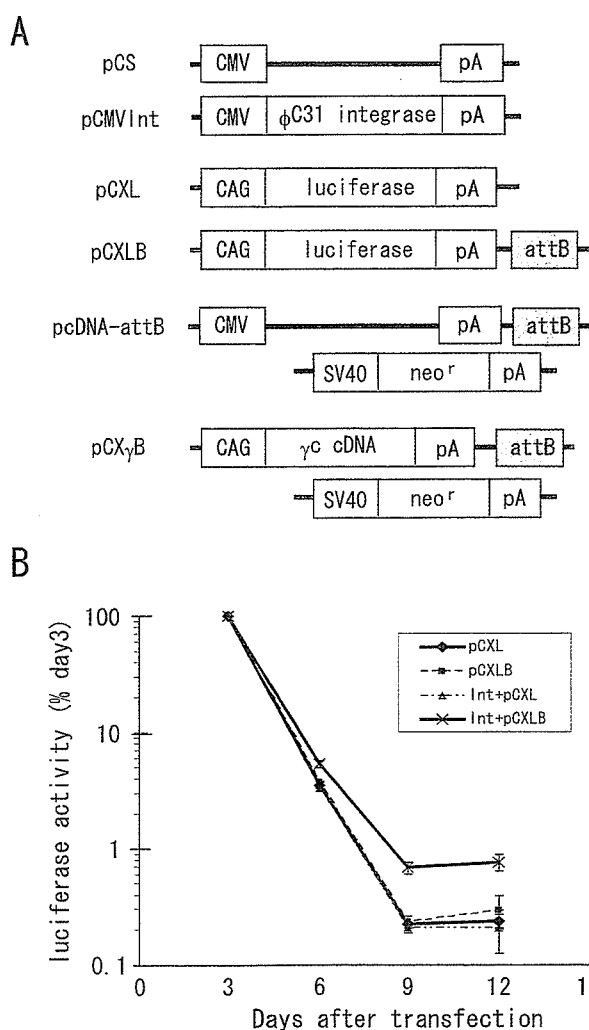 A
pCS CMV pA
pCMVInt CMV φC31 integrase pA
pCXL CAG luciferase pA
pCXLB CAG luciferase pA attB
pcDNA-attB CMV pA attB
SV40 neoʳ pA
pCXγB CAG γc cDNA pA attB
SV40 neoʳ pA
B
luciferase activity (% day3)
100
10
1
0.1
pCXL
pCXLB
Int+pCXL
Int+pCXLB
0 3 6 9 12 1
Days after transfection